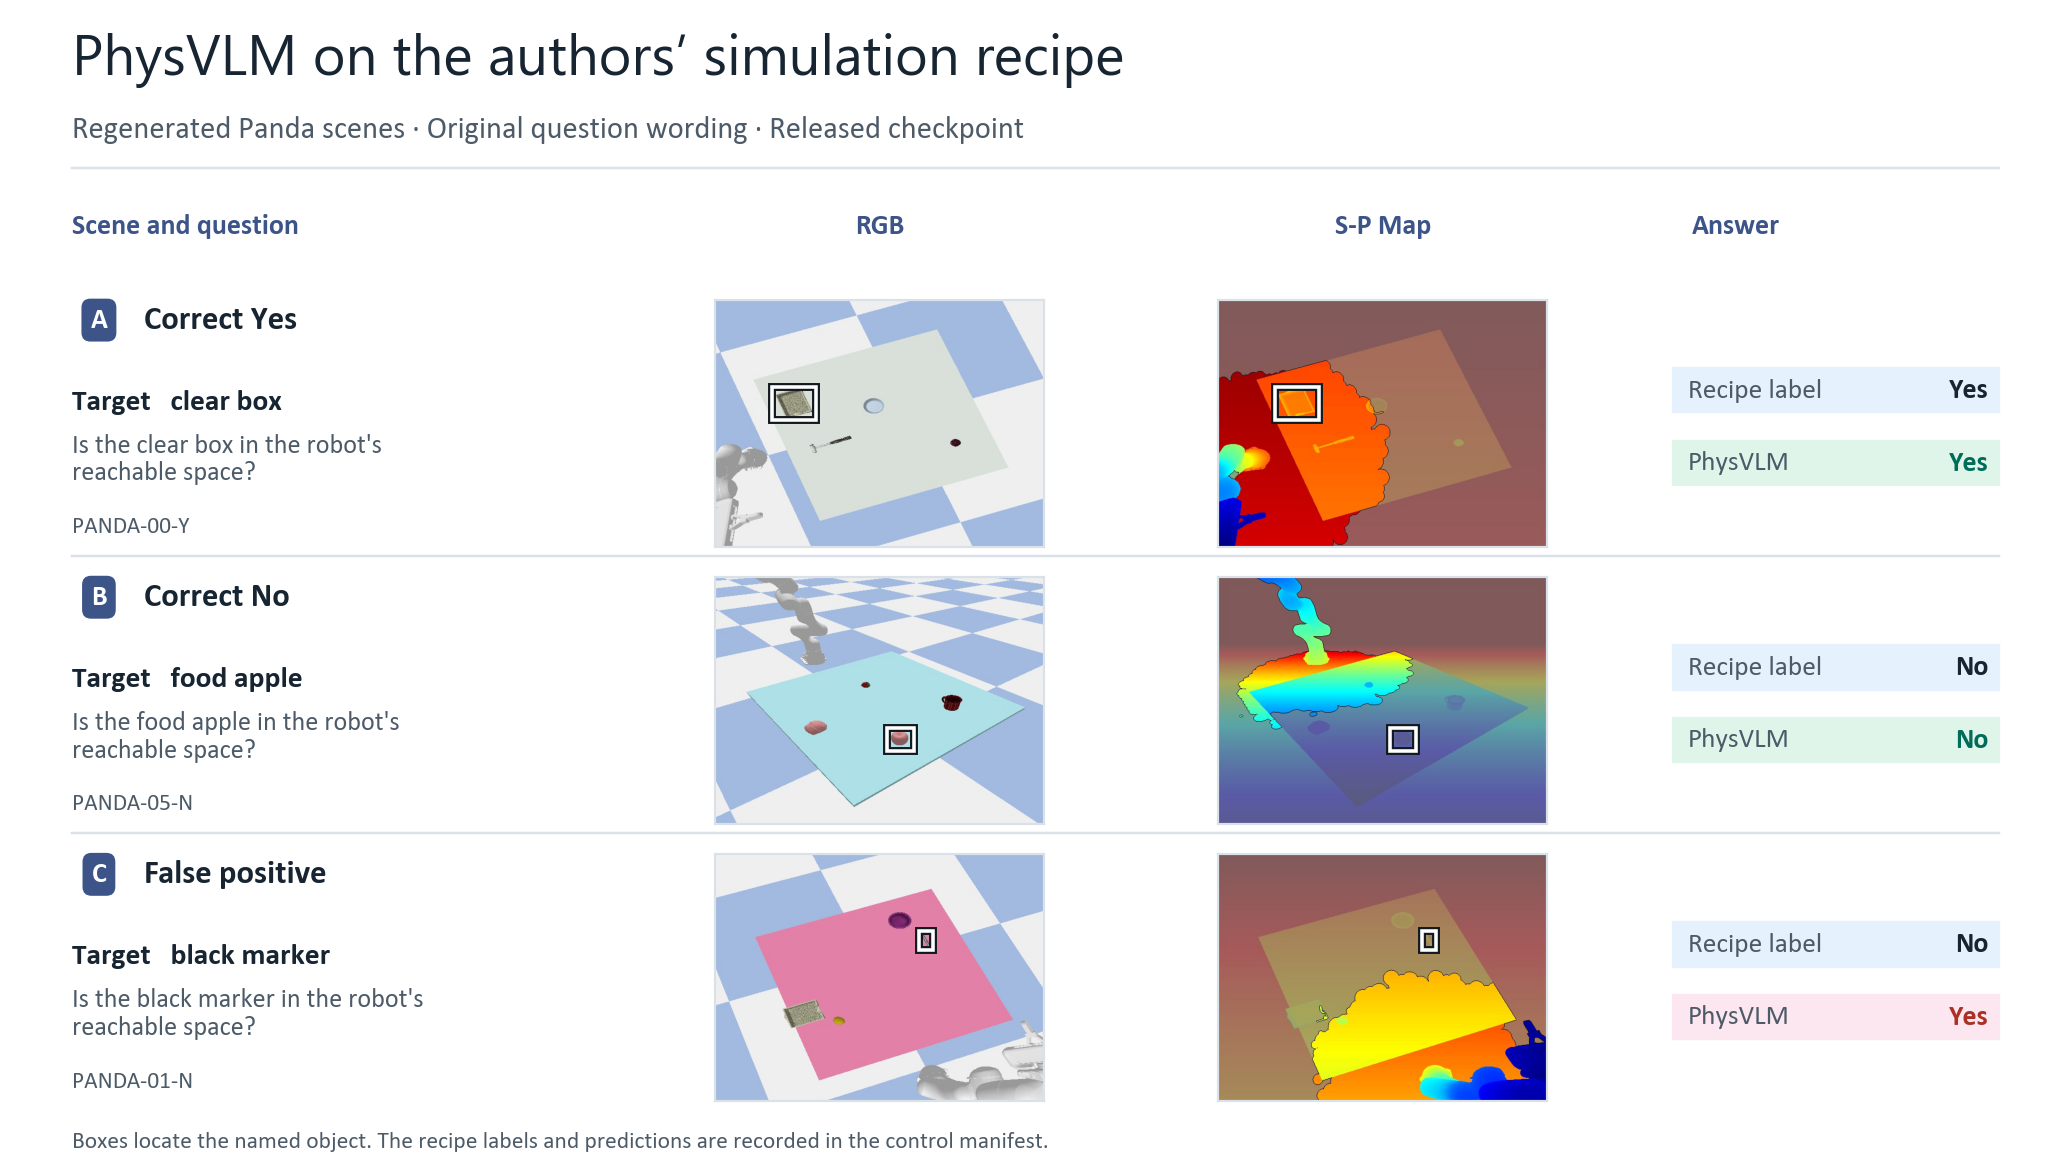 PhysVLM on the authors’ simulation recipe
Regenerated Panda scenes · Original question wording · Released checkpoint
Scene and question
RGB
S-P Map
Answer
A
Correct Yes
Target clear box
Is the clear box in the robot's
reachable space?
PANDA-00-Y
Recipe label Yes
PhysVLM Yes
B
Correct No
Target food apple
Is the food apple in the robot's
reachable space?
PANDA-05-N
Recipe label No
PhysVLM No
C
False positive
Target black marker
Is the black marker in the robot's
reachable space?
PANDA-01-N
Recipe label No
PhysVLM Yes
Boxes locate the named object. The recipe labels and predictions are recorded in the control manifest.